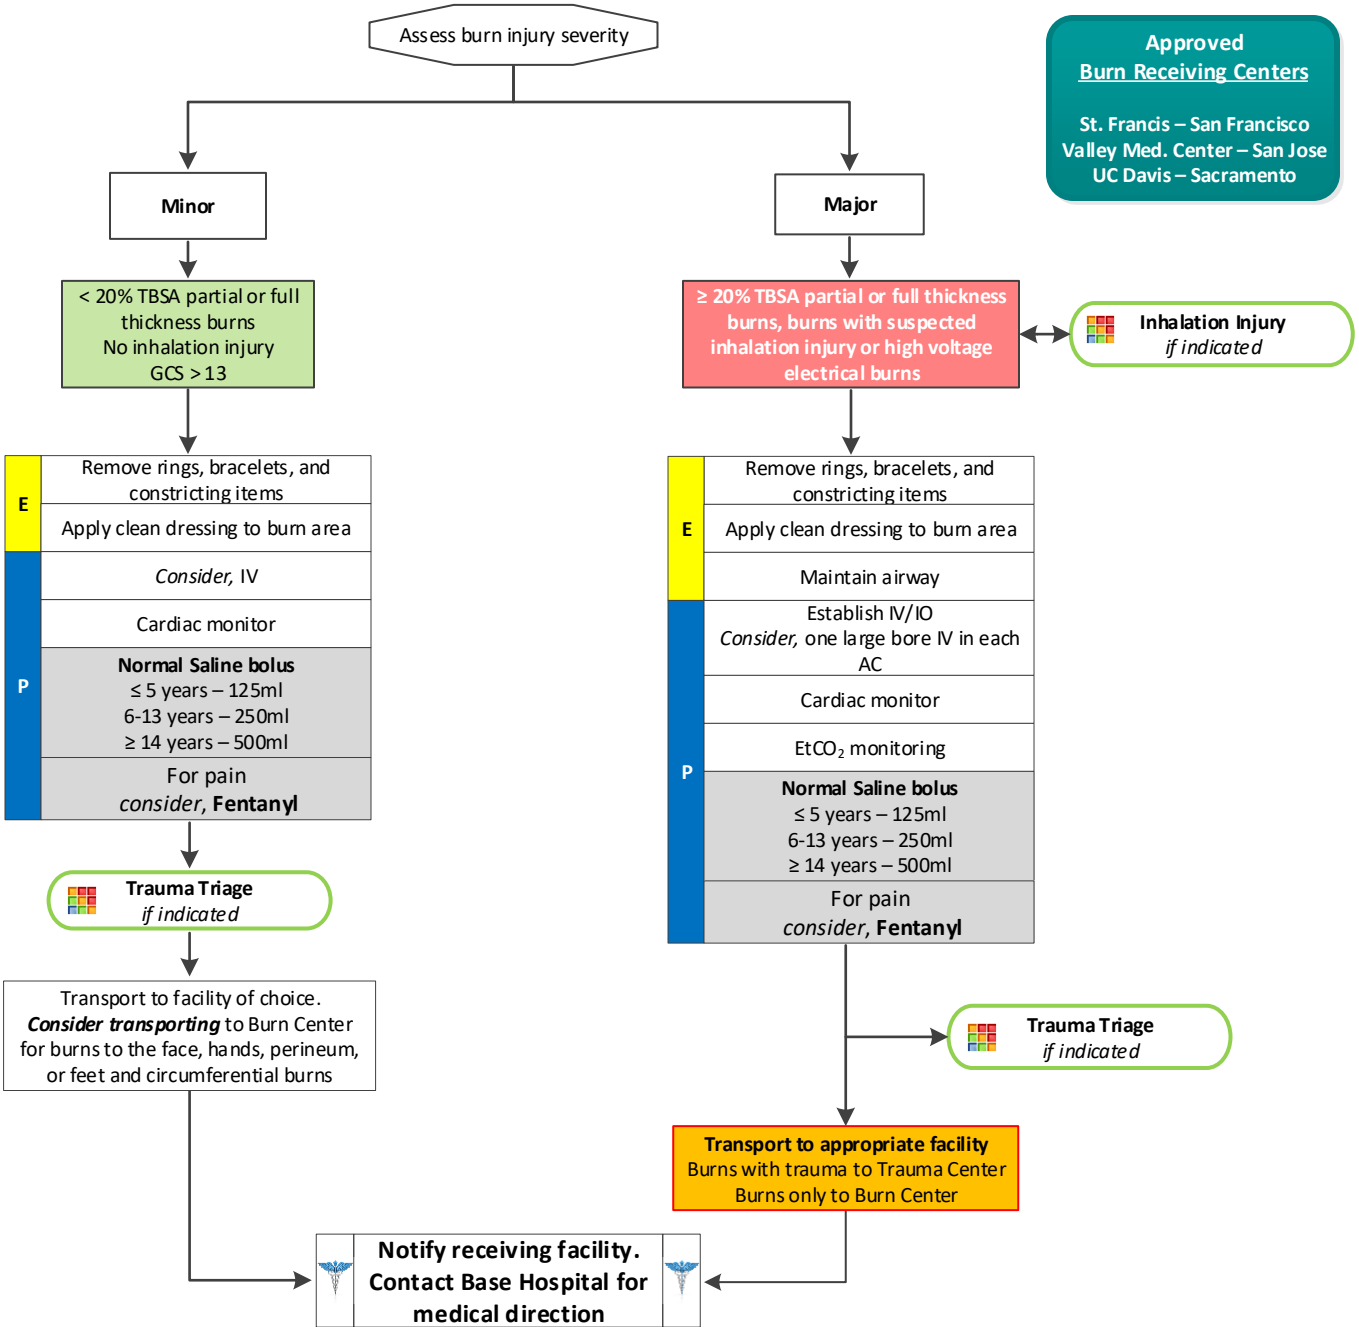 Assess burn injury severity
Approved
Burn Receiving Centers
St. Francis – San Francisco
Valley Med. Center – San Jose
UC Davis – Sacramento
Minor
< 20% TBSA partial or full
thickness burns
No inhalation injury
GCS > 13
E
Remove rings, bracelets, and
constricting items
Apply clean dressing to burn area
P
Consider, IV
Cardiac monitor
Normal Saline bolus
≤ 5 years – 125ml
6-13 years – 250ml
≥ 14 years – 500ml
For pain
consider, Fentanyl
Trauma Triage
if indicated
Transport to facility of choice.
Consider transporting to Burn Center
for burns to the face, hands, perineum,
or feet and circumferential burns
Major
≥ 20% TBSA partial or full thickness
burns, burns with suspected
inhalation injury or high voltage
electrical burns
Inhalation Injury
if indicated
E
Remove rings, bracelets, and
constricting items
Apply clean dressing to burn area
Maintain airway
P
Establish IV/IO
Consider, one large bore IV in each
AC
Cardiac monitor
EtCO₂ monitoring
Normal Saline bolus
≤ 5 years – 125ml
6-13 years – 250ml
≥ 14 years – 500ml
For pain
consider, Fentanyl
Trauma Triage
if indicated
Transport to appropriate facility
Burns with trauma to Trauma Center
Burns only to Burn Center
Notify receiving facility.
Contact Base Hospital for
medical direction